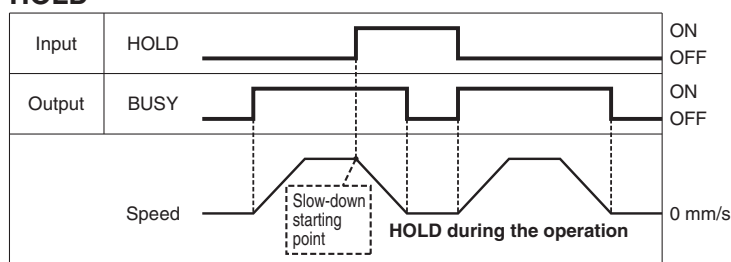 HOLD
Input HOLD ON
OFF
Output BUSY ON
OFF
Speed 0 mm/s
Slow-down
starting
point
HOLD during the operation